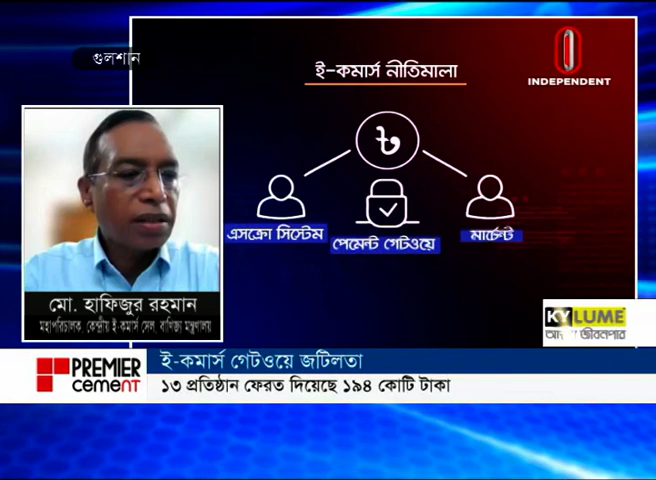 গুলশান
ই-কমার্স নীতিমালা
INDEPENDENT
৳
এসক্রো সিস্টেম
পেমেন্ট গেটওয়ে
মার্চেন্ট
মো. হাফিজুর রহমান
মহাপরিচালক, কেন্দ্রীয় ই কমার্স সেল, বাণিজ্য মন্ত্রণালয়
KYLUME
PREMIER
cement
ই-কমার্স গেটওয়ে জটিলতা
১৩ প্রতিষ্ঠান ফেরত দিয়েছে ১৯৪ কোটি টাকা